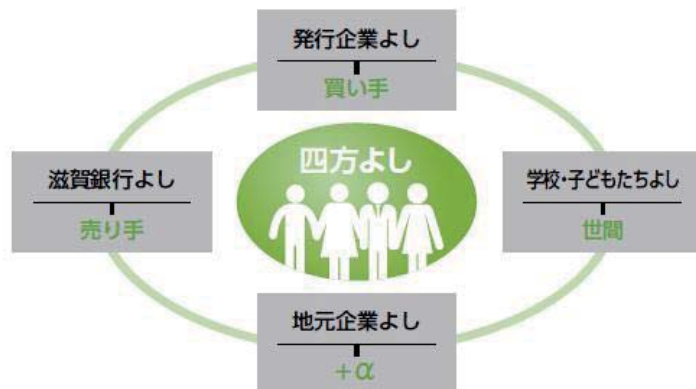 発行企業よし
買い手
四方よし
滋賀銀行よし
売り手
学校・子どもたちよし
世間
地元企業よし
+α